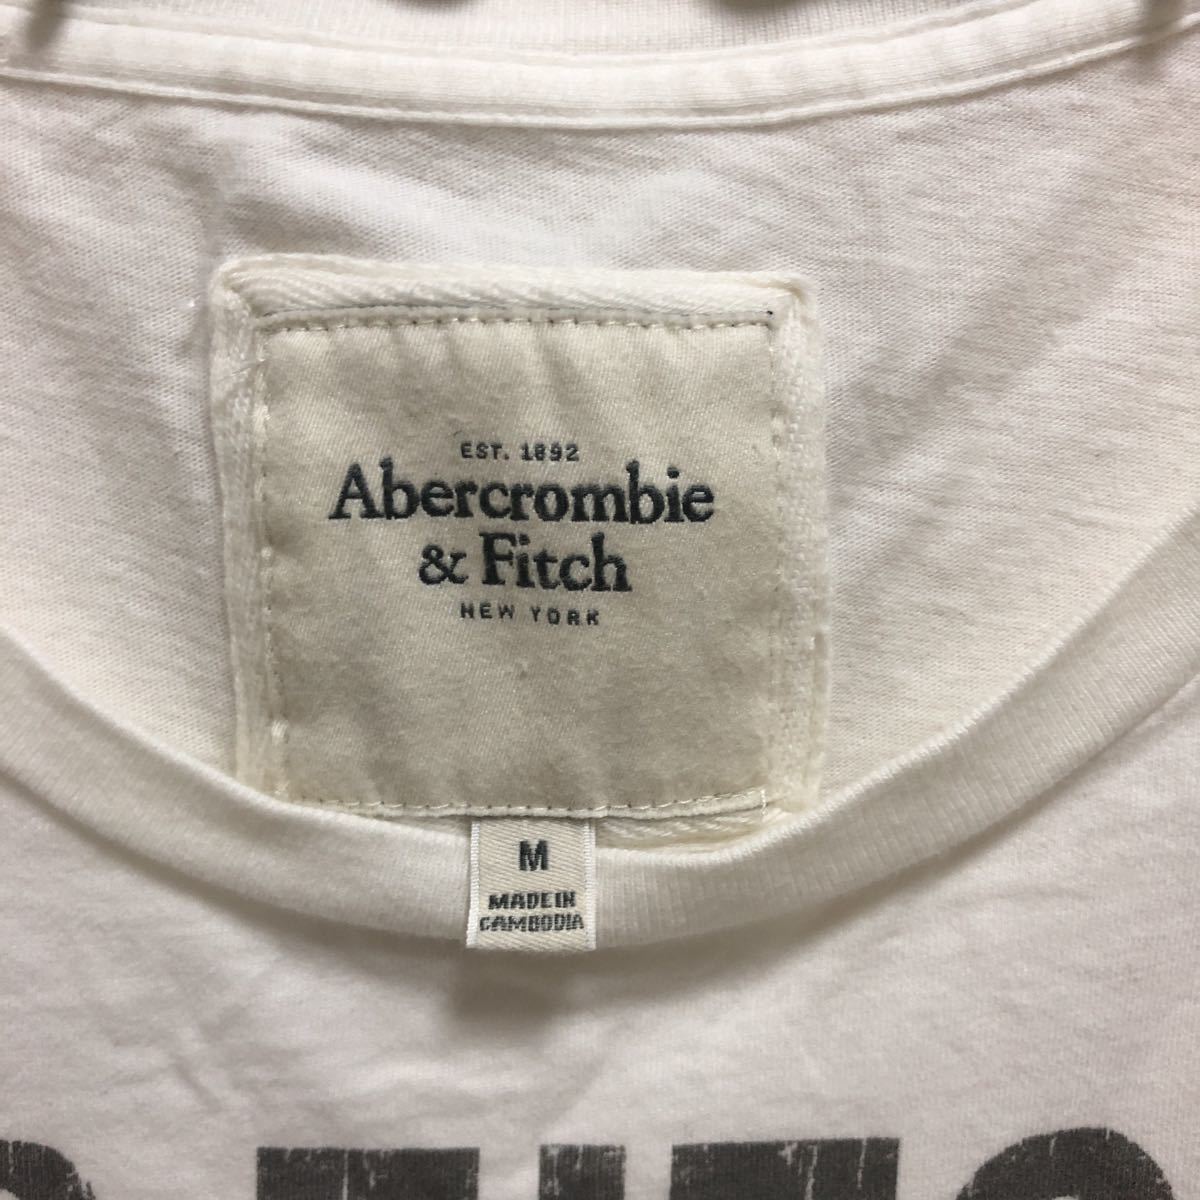 EST. 1892
Abercrombie
& Fitch
NEW YORK
M
MADE IN
CAMBODIA